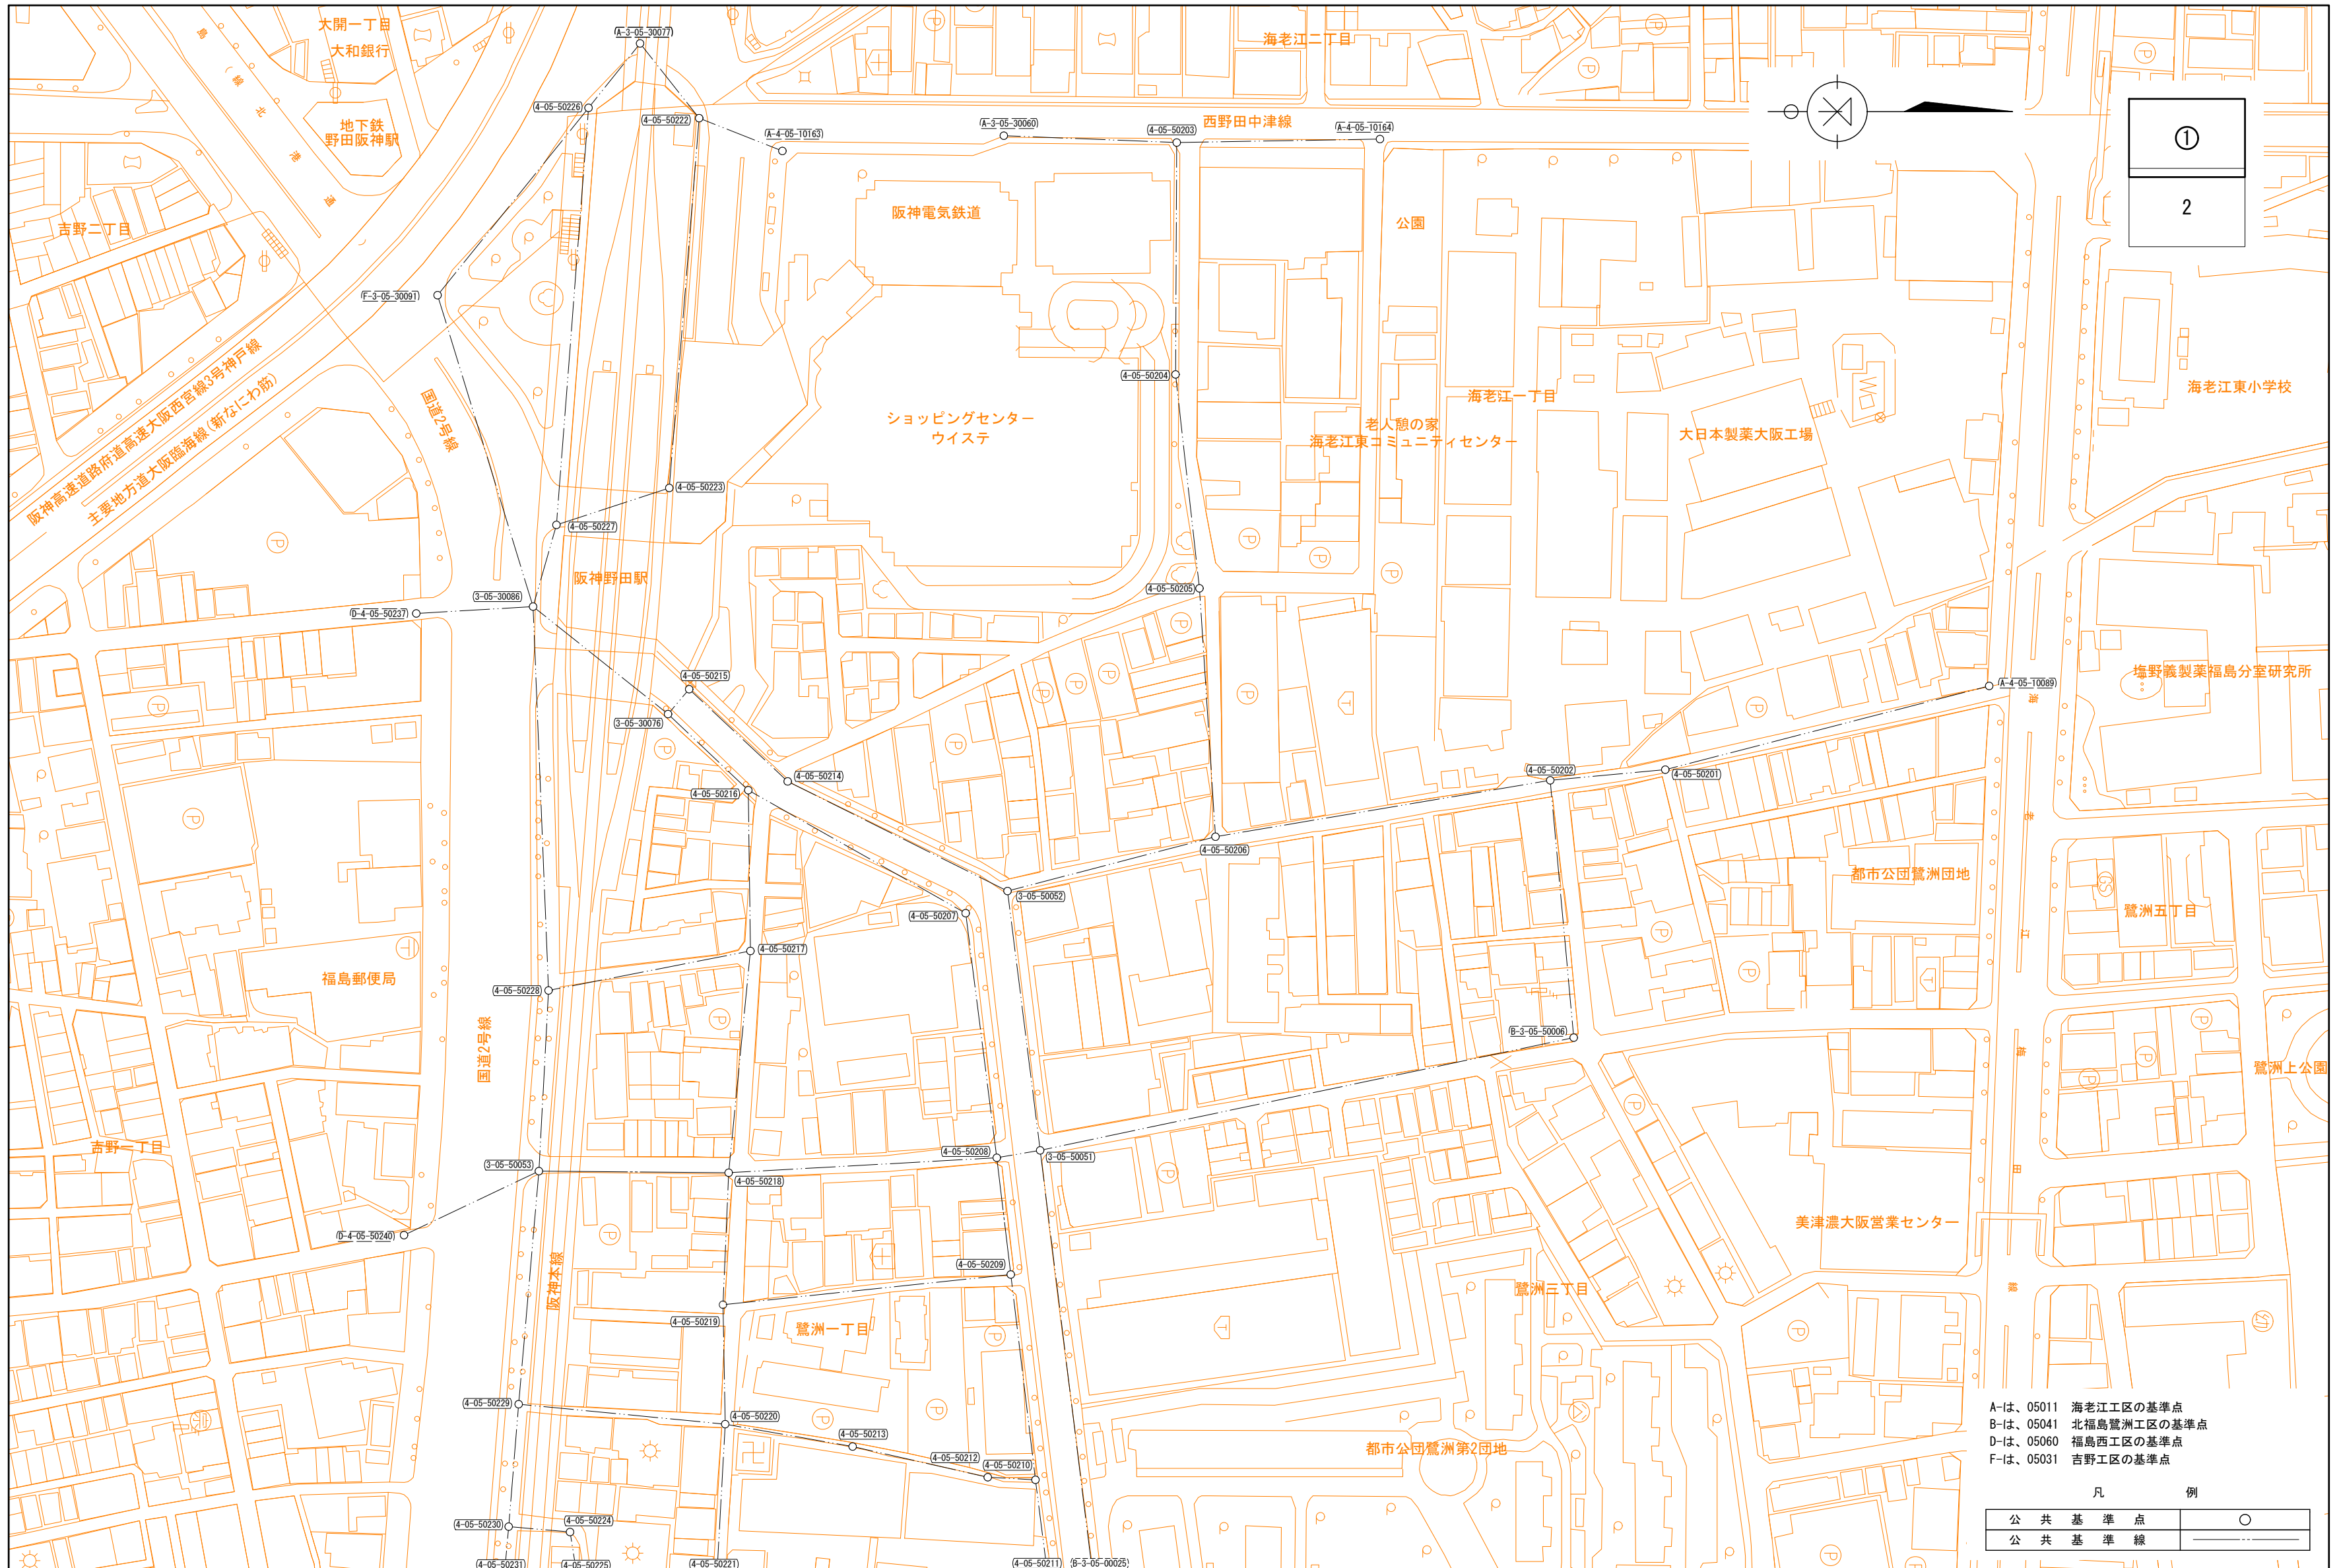 大開一丁目
大和銀行
地下鉄
野田阪神駅
北
港
通
吉野二丁目
海老江二丁目
西野田中津線
(A-3-05-30077)
(4-05-50226)
(4-05-50222)
(A-4-05-10163)
(A-3-05-30060)
(4-05-50203)
(A-4-05-10164)
①
2
阪神電気鉄道
公園
(F-3-05-30091)
阪神高速道路府道高速大阪西宮線3号神戸線
主要地方道大阪臨海線(新なにわ筋)
国道2号線
ショッピングセンター
ウイステ
(4-05-50204)
海老江一丁目
老人憩の家
海老江東コミュニティセンター
大日本製薬大阪工場
海老江東小学校
(4-05-50223)
(4-05-50227)
阪神野田駅
(3-05-30086)
(D-4-05-50237)
(4-05-50205)
(4-05-50215)
(3-05-30076)
塩野義製薬福島分室研究所
(A-4-05-10089)
海
老
江
梅
田
線
(4-05-50214)
(4-05-50216)
(4-05-50202)
(4-05-50201)
(4-05-50206)
都市公団鷺洲団地
鷺洲五丁目
(3-05-50052)
(4-05-50207)
(4-05-50217)
(4-05-50228)
福島郵便局
国道2号線
(B-3-05-50006)
鷺洲上公園
吉野一丁目
(3-05-50053)
(4-05-50208)
(3-05-50051)
(4-05-50218)
(D-4-05-50240)
美津濃大阪営業センター
阪神本線
(4-05-50209)
(4-05-50219)
鷺洲一丁目
鷺洲三丁目
(4-05-50229)
(4-05-50220)
(4-05-50213)
(4-05-50212)
(4-05-50210)
都市公団鷺洲第2団地
(4-05-50230)
(4-05-50224)
(4-05-50231)
(4-05-50225)
(4-05-50221)
(4-05-50211)
(B-3-05-00025)
A-は、05011 海老江工区の基準点
B-は、05041 北福島鷺洲工区の基準点
D-は、05060 福島西工区の基準点
F-は、05031 吉野工区の基準点
凡 例
公共基準点
公共基準線